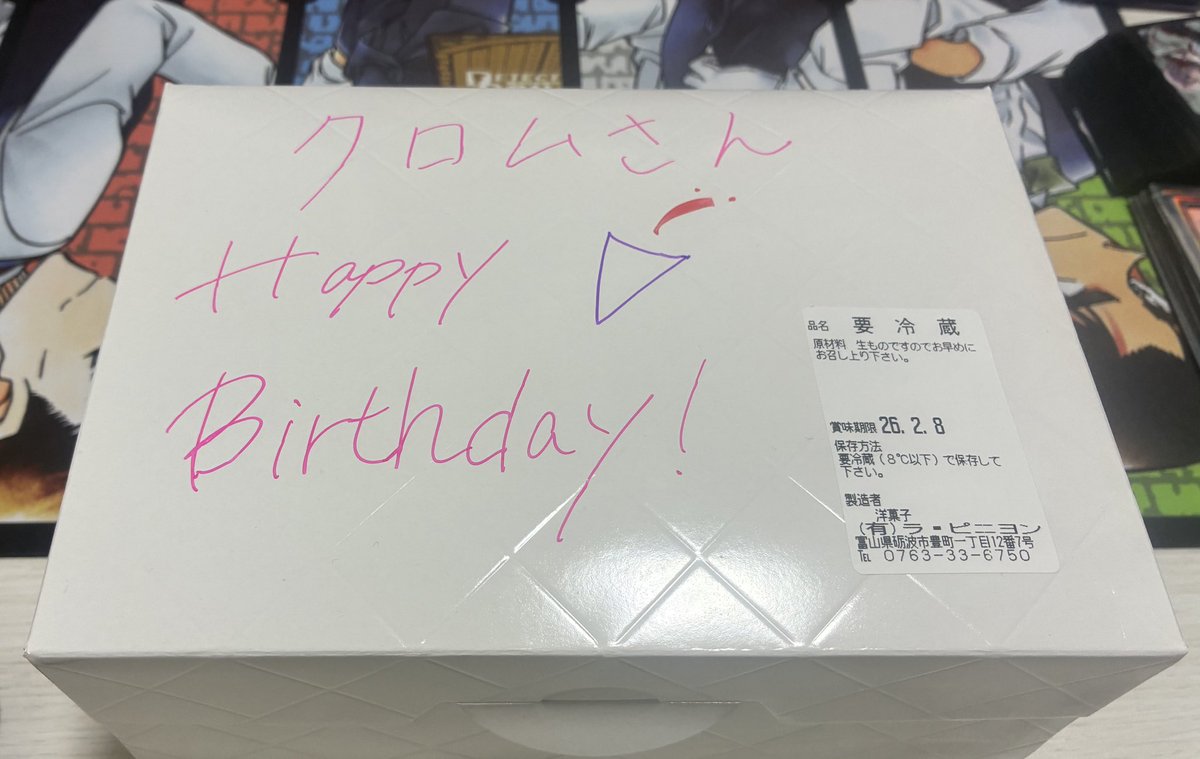 クロムさん
Happy
Birthday!
品名 要冷蔵
原材料 生ものですのでお早めに
お召し上り下さい。
賞味期限 26.2.8
保存方法
要冷蔵(8℃以下)で保存して
下さい。
製造者
洋菓子
(有)ラ・ピニヨン
富山県砺波市豊町一丁目12番7号
TEL 0763-33-6750